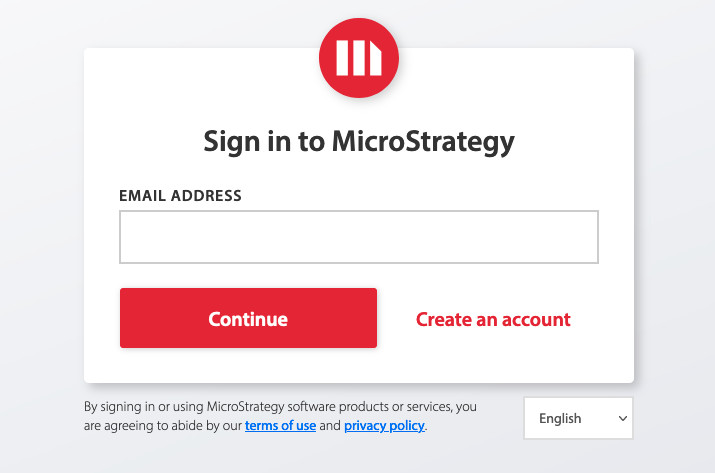 Sign in to MicroStrategy
EMAIL ADDRESS
Continue
Create an account
By signing in or using MicroStrategy software products or services, you
are agreeing to abide by our terms of use and privacy policy.
English